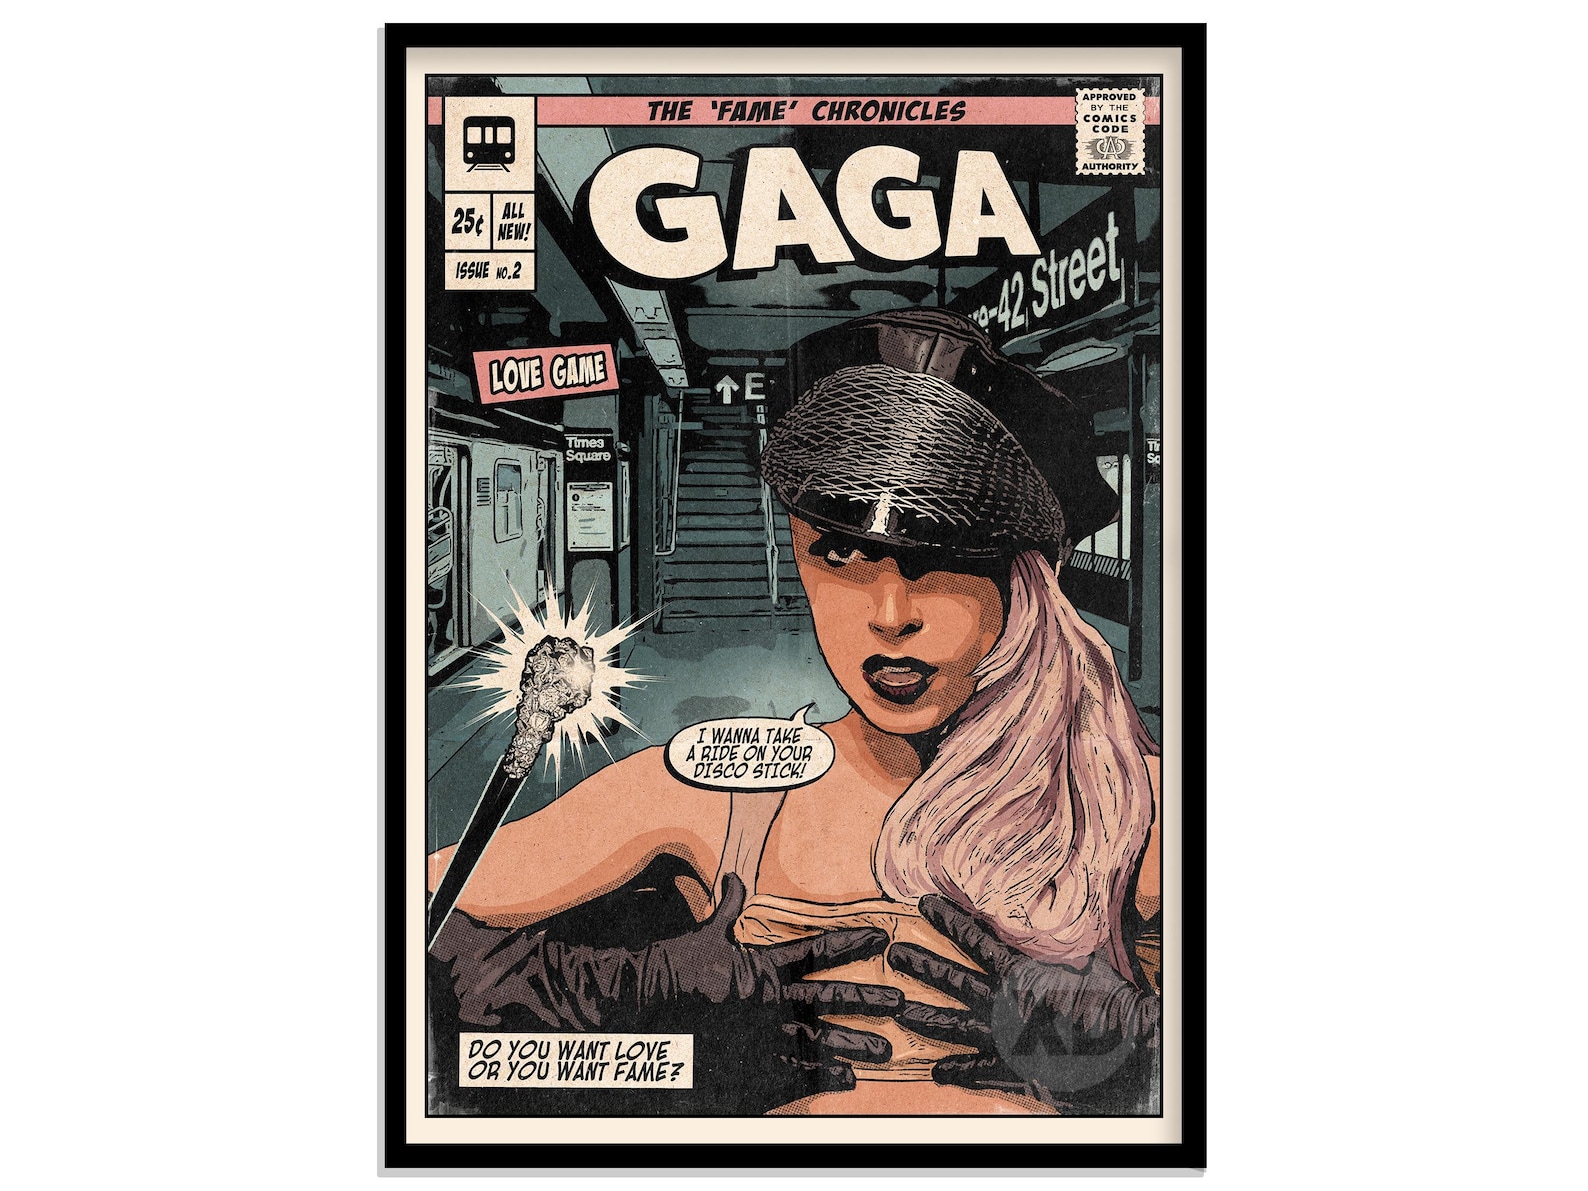 THE 'FAME' CHRONICLES
APPROVED
BY THE
COMICS
CODE
CA
AUTHORITY
GAGA
25¢
ALL
NEW!
ISSUE NO.2
42 Street
LOVE GAME
E
Times
Square
I WANNA TAKE
A RIDE ON YOUR
DISCO STICK!
DO YOU WANT LOVE
OR YOU WANT FAME?